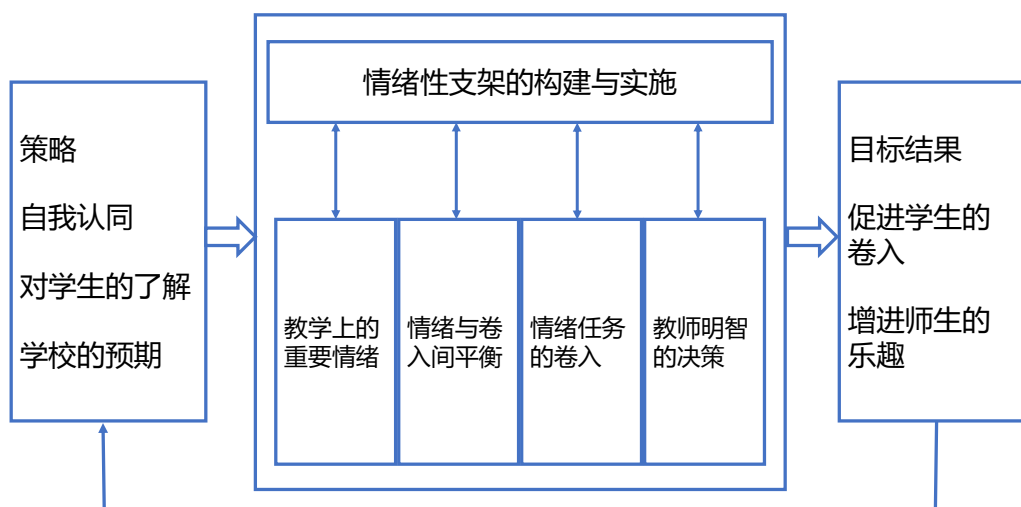 情绪性支架的构建与实施
策略
自我认同
对学生的了解
学校的预期
教学上的
重要情绪
情绪与卷
入间平衡
情绪任务
的卷入
教师明智
的决策
目标结果
促进学生的
卷入
增进师生的
乐趣